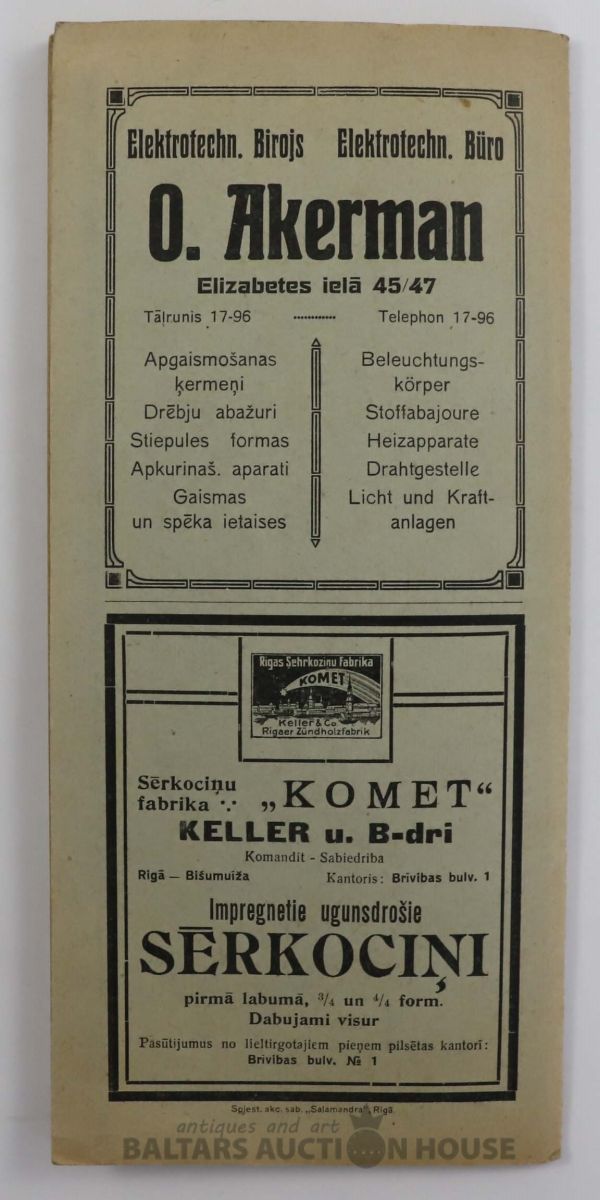 Elektrotechn. Birojs Elektrotechn. Büro
O. Akerman
Elizabetes ielā 45/47
Tāļrunis 17-96 Telephon 17-96
Apgaismošanas
ķermeņi
Drēbju abažuri
Stiepules formas
Apkurinaš. aparati
Gaismas
un spēka ietaises
Beleuchtungs-
körper
Stoffabajoure
Heizapparate
Drahtgestelle
Licht und Kraft-
anlagen
Rigas Sehrkoziņu Fabrika
KOMET
Keller & Co
Rigaer Zündholzfabrik
Sērkociņu
fabrika
„KOMET“
KELLER u. B-dri
Komandit - Sabiedriba
Rigā — Bišumuiža Kantoris: Brivibas bulv. 1
Impregnetie ugunsdrošie
SĒRKOCIŅI
pirmā labumā, 3/4 un 4/4 form.
Dabujami visur
Pasūtijumus no lieltirgotajiem pieņem pilsētas kantorī:
Brivibas bulv. № 1
Spiest. akc. sab. „Salamandra“, Rigā.
antiques and art
BALTARS AUCTION HOUSE